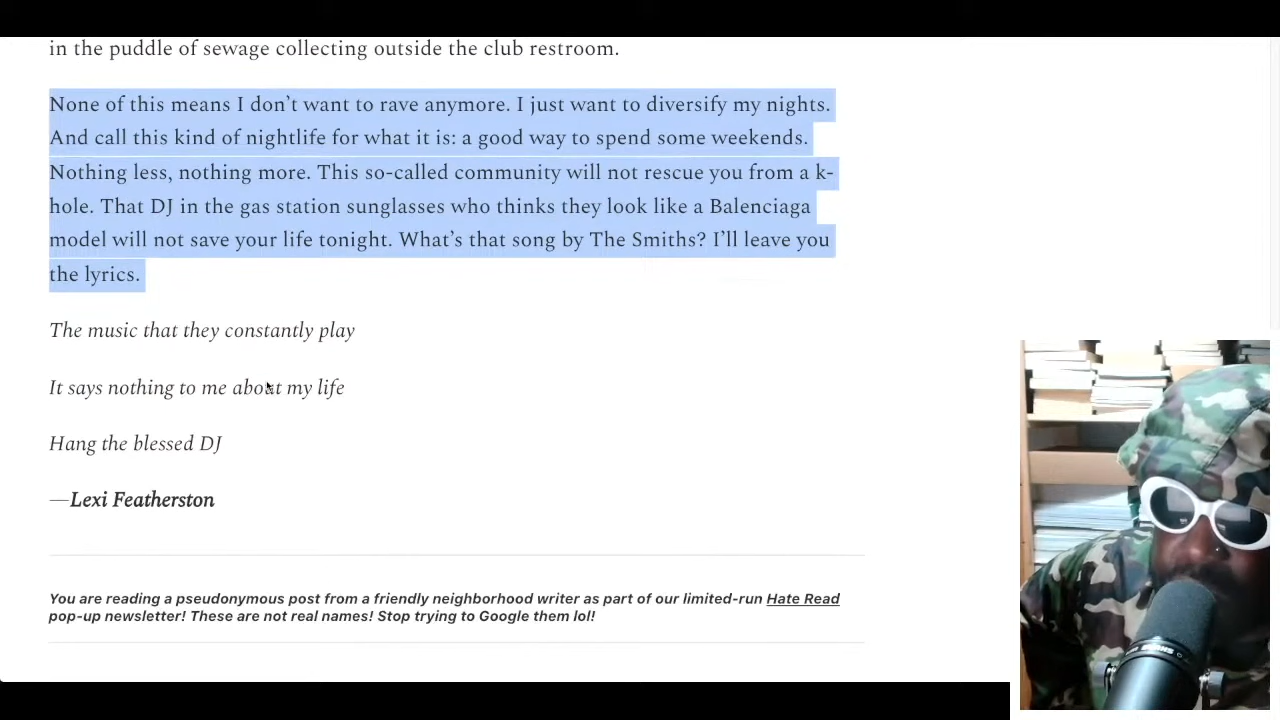 in the puddle of sewage collecting outside the club restroom.
None of this means I don’t want to rave anymore. I just want to diversify my nights.
And call this kind of nightlife for what it is: a good way to spend some weekends.
Nothing less, nothing more. This so-called community will not rescue you from a k-
hole. That DJ in the gas station sunglasses who thinks they look like a Balenciaga
model will not save your life tonight. What’s that song by The Smiths? I’ll leave you
the lyrics.
The music that they constantly play
It says nothing to me about my life
Hang the blessed DJ
—Lexi Featherston
You are reading a pseudonymous post from a friendly neighborhood writer as part of our limited-run Hate Read
pop-up newsletter! These are not real names! Stop trying to Google them lol!